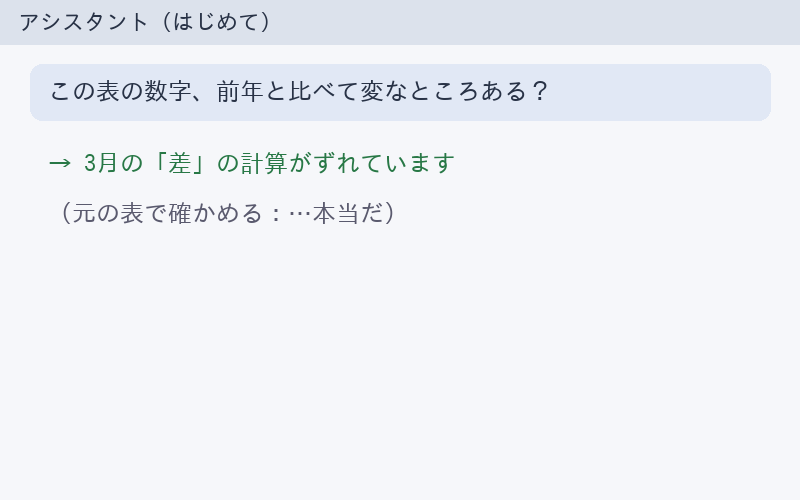 アシスタント（はじめて）
この表の数字、前年と比べて変なところある？
→ 3月の「差」の計算がずれています
（元の表で確かめる：…本当だ）